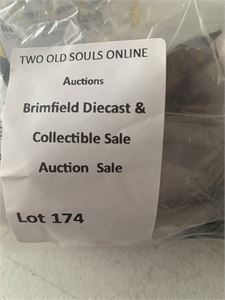 TWO OLD SOULS ONLINE
Auctions
Brimfield Diecast &
Collectible Sale
Auction Sale
Lot 174